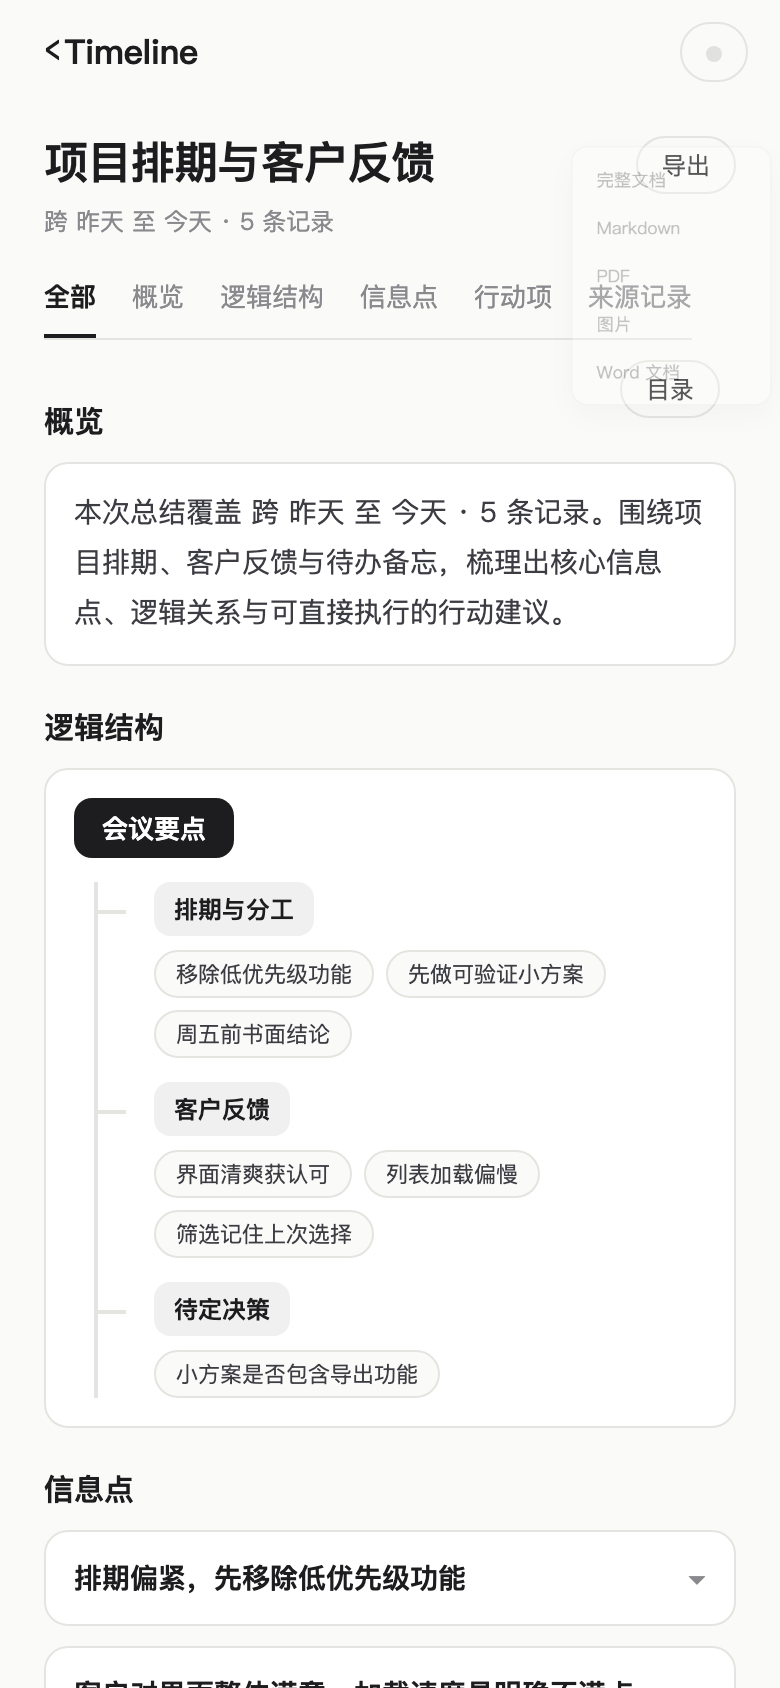 <Timeline
项目排期与客户反馈
导出
跨 昨天 至 今天 · 5 条记录
完整文档
Markdown
PDF
图片
Word 文档
全部 概览 逻辑结构 信息点 行动项 来源记录
目录
概览
本次总结覆盖 跨 昨天 至 今天 · 5 条记录。围绕项
目排期、客户反馈与待办备忘，梳理出核心信息
点、逻辑关系与可直接执行的行动建议。
逻辑结构
会议要点
排期与分工
移除低优先级功能 先做可验证小方案
周五前书面结论
客户反馈
界面清爽获认可 列表加载偏慢
筛选记住上次选择
待定决策
小方案是否包含导出功能
信息点
排期偏紧，先移除低优先级功能